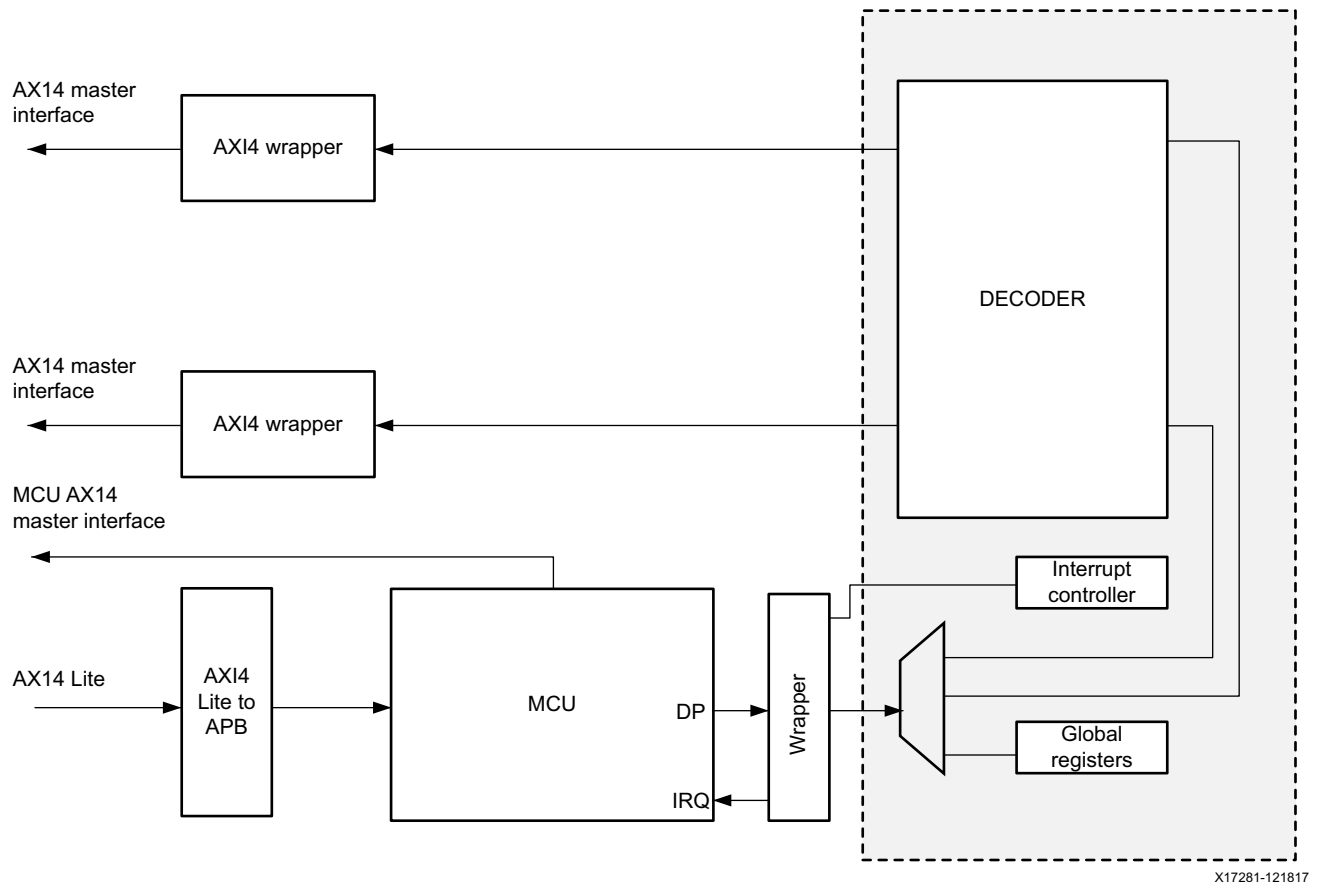 AX14 master
interface
AXI4 wrapper
DECODER
AX14 master
interface
AXI4 wrapper
MCU AX14
master interface
Interrupt
controller
AX14 Lite
AXI4
Lite to
APB
MCU
DP
IRQ
Wrapper
Global
registers
X17281-121817